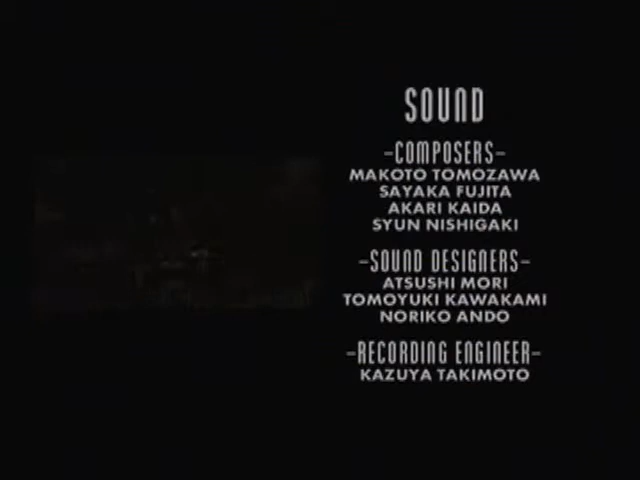 SOUND
-COMPOSERS-
MAKOTO TOMOZAWA
SAYAKA FUJITA
AKARI KAIDA
SYUN NISHIGAKI
-SOUND DESIGNERS-
ATSUSHI MORI
TOMOYUKI KAWAKAMI
NORIKO ANDO
-RECORDING ENGINEER-
KAZUYA TAKIMOTO